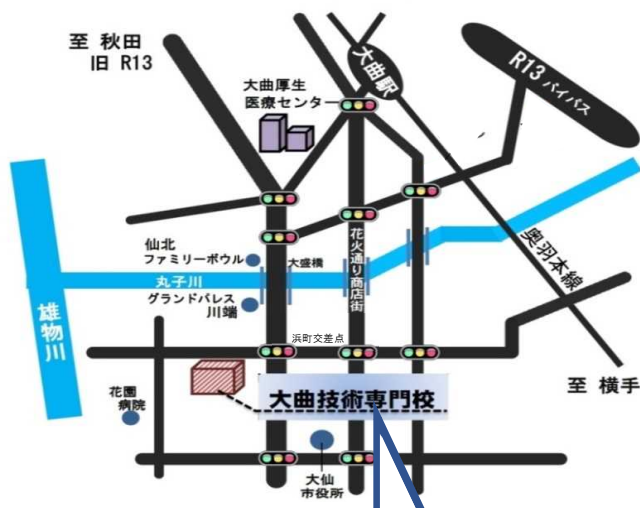 至 秋田
旧 R13
大曲厚生
医療センター
大曲駅
R13 バイパス
仙北
ファミリーボウル
大盛橋
花火通り商店街
奥羽本線
丸子川
グランドパレス
川端
雄物川
浜町交差点
至 横手
花園
病院
大曲技術専門校
大仙
市役所